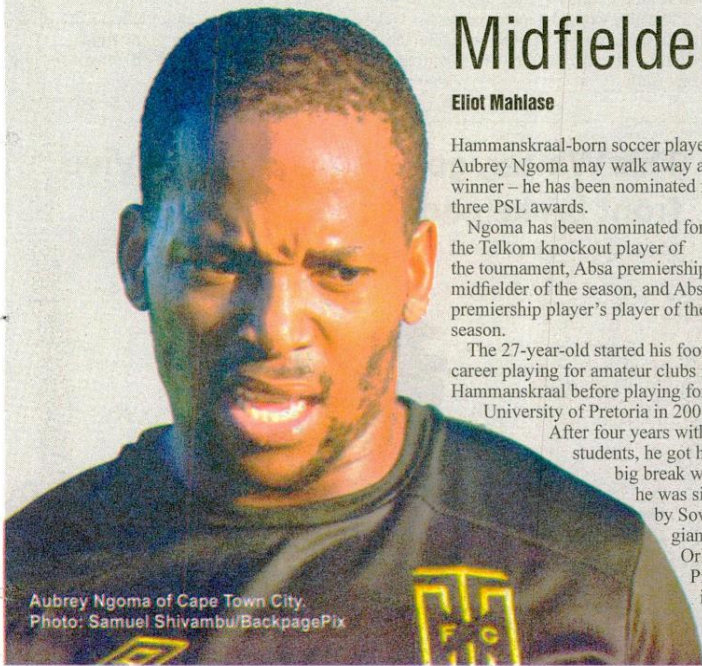 Midfielde
Eliot Mahlase
Hammanskraal-born soccer playe
Aubrey Ngoma may walk away a
winner – he has been nominated
three PSL awards.
Ngoma has been nominated for
the Telkom knockout player of
the tournament, Absa premiership
midfielder of the season, and Abs
premiership player's player of the
season.
The 27-year-old started his foo
career playing for amateur clubs
Hammanskraal before playing fo
University of Pretoria in 200
After four years with
students, he got h
big break w
he was si
by Sov
gian
Or
P
i
Aubrey Ngoma of Cape Town City.
Photo: Samuel Shivambu/BackpagePix
F C